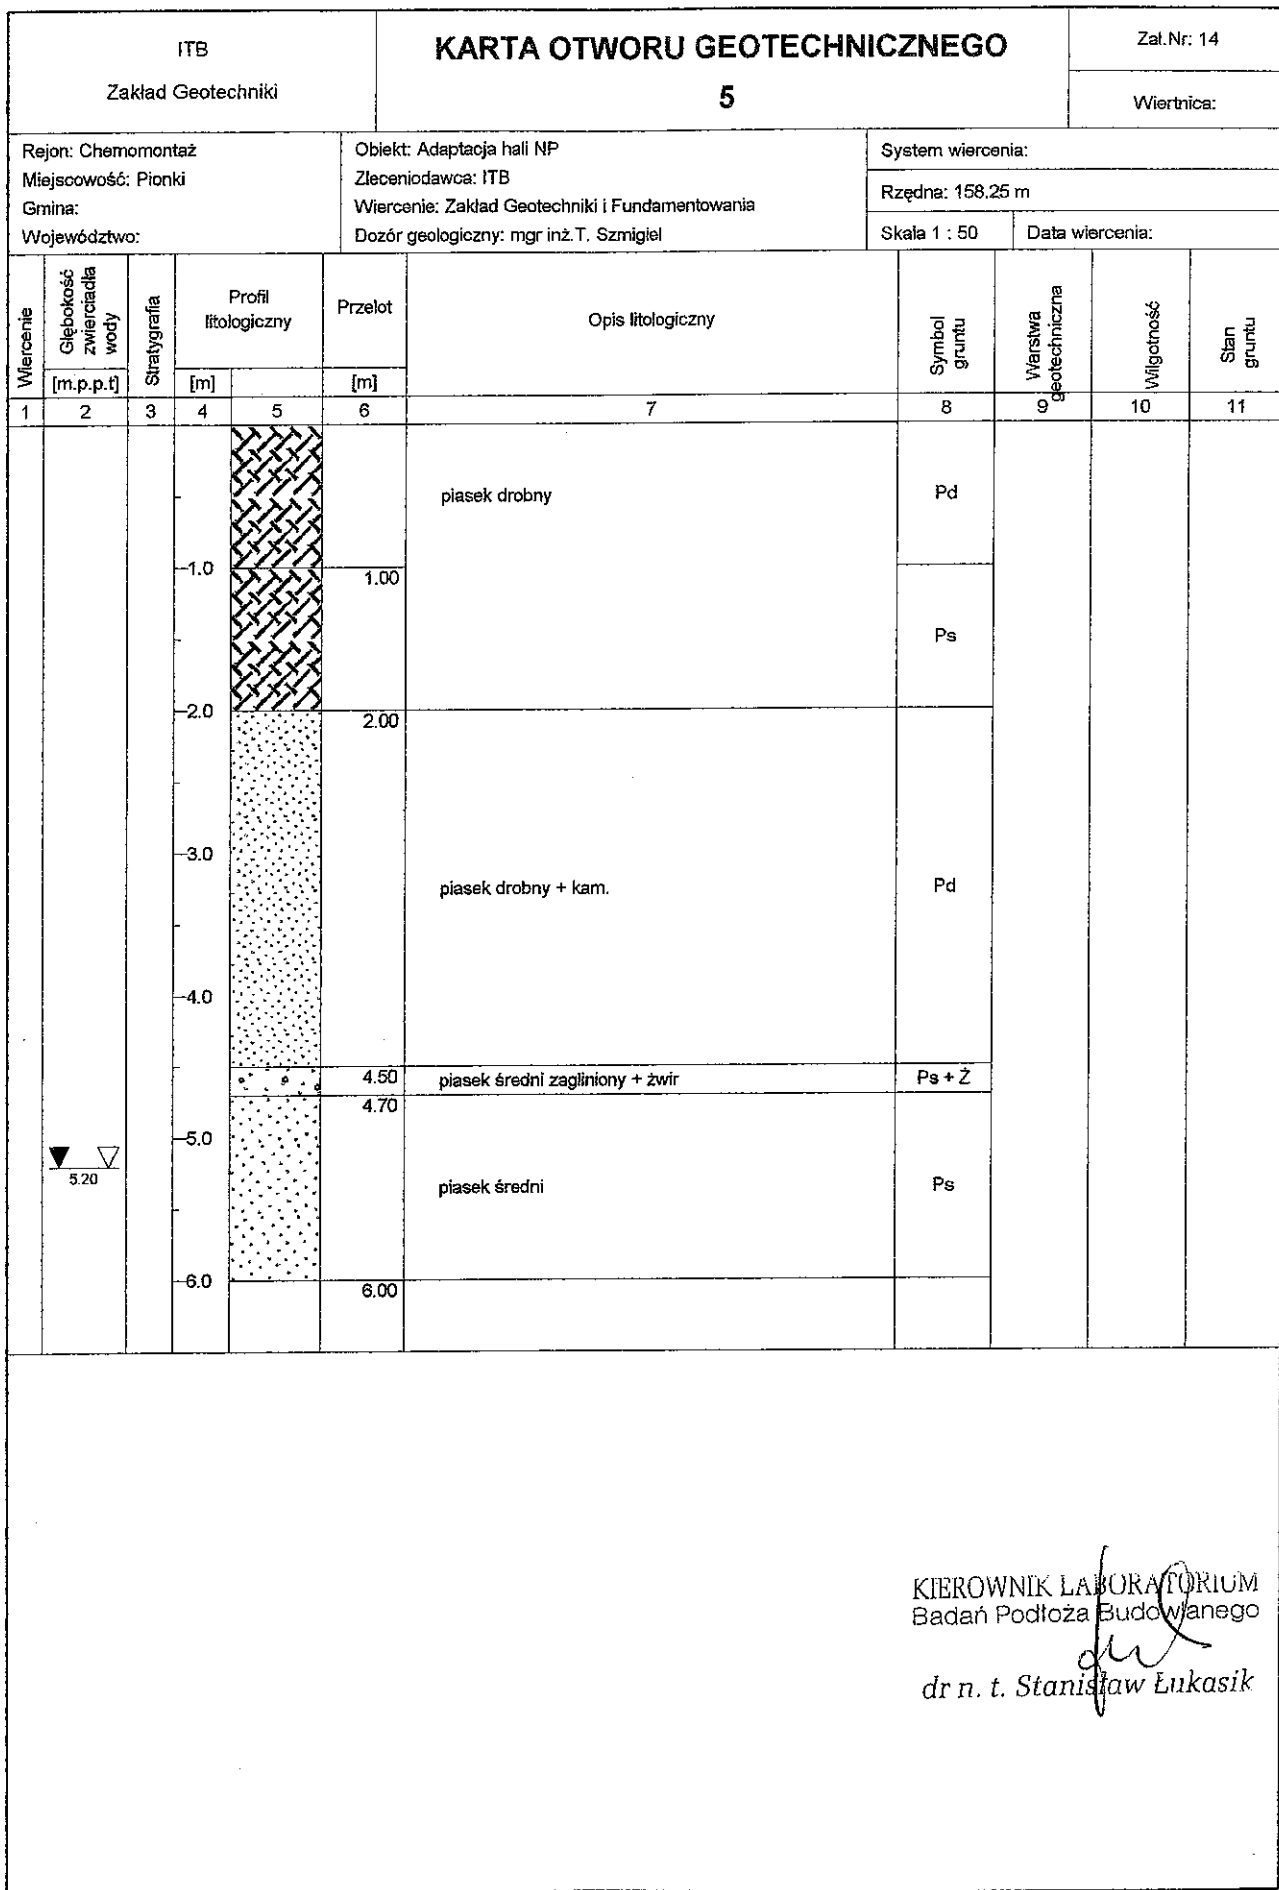 ITB
Zakład Geotechniki
KARTA OTWORU GEOTECHNICZNEGO
5
Zał.Nr: 14
Wiertnica:
Rejon: Chemomontaż
Miejscowość: Pionki
Gmina:
Województwo:
Obiekt: Adaptacja hali NP
Zleceniodawca: ITB
Wiercenie: Zakład Geotechniki i Fundamentowania
Dozór geologiczny: mgr inż.T. Szmigiel
System wiercenia:
Rzędna: 158.25 m
Skala 1 : 50
Data wiercenia:
Wiercenie
Głębokość zwierciadła wody
[m.p.p.t]
Stratygrafia
Profil litologiczny
[m]
Przelot
[m]
Opis litologiczny
Symbol gruntu
Warstwa geotechniczna
Wilgotność
Stan gruntu
1 2 3 4 5 6 7 8 9 10 11
piasek drobny Pd
-1.0 1.00
Ps
-2.0 2.00
-3.0
piasek drobny + kam. Pd
-4.0
4.50 piasek średni zagliniony + żwir Ps + Ż
4.70
-5.0
5.20
piasek średni Ps
-6.0 6.00
KIEROWNIK LABORATORIUM
Badań Podłoża Budowlanego
dr n. t. Stanisław Łukasik